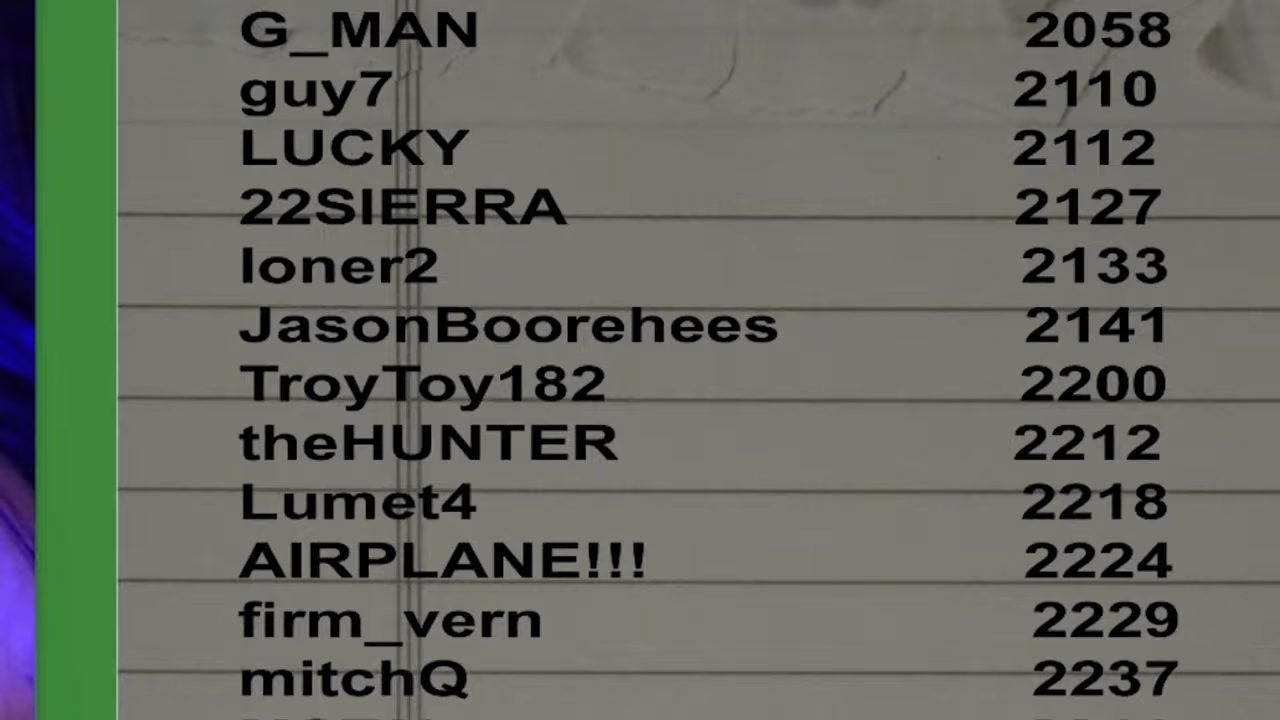 G_MAN 2058
guy7 2110
LUCKY 2112
22SIERRA 2127
loner2 2133
JasonBoorehees 2141
TroyToy182 2200
theHUNTER 2212
Lumet4 2218
AIRPLANE!!! 2224
firm_vern 2229
mitchQ 2237